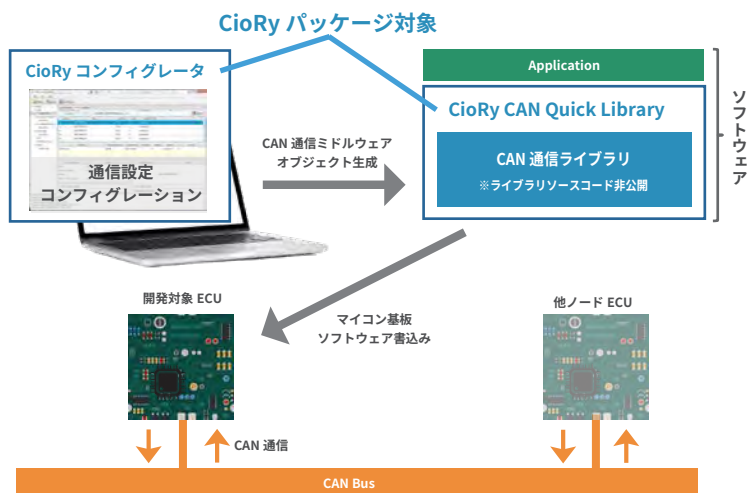 CioRy パッケージ対象
CioRy コンフィグレータ
通信設定
コンフィグレーション
CAN 通信ミドルウェア
オブジェクト生成
Application
CioRy CAN Quick Library
CAN 通信ライブラリ
※ライブラリソースコード非公開
ソフトウェア
開発対象 ECU
マイコン基板
ソフトウェア書込み
他ノード ECU
CAN 通信
CAN Bus